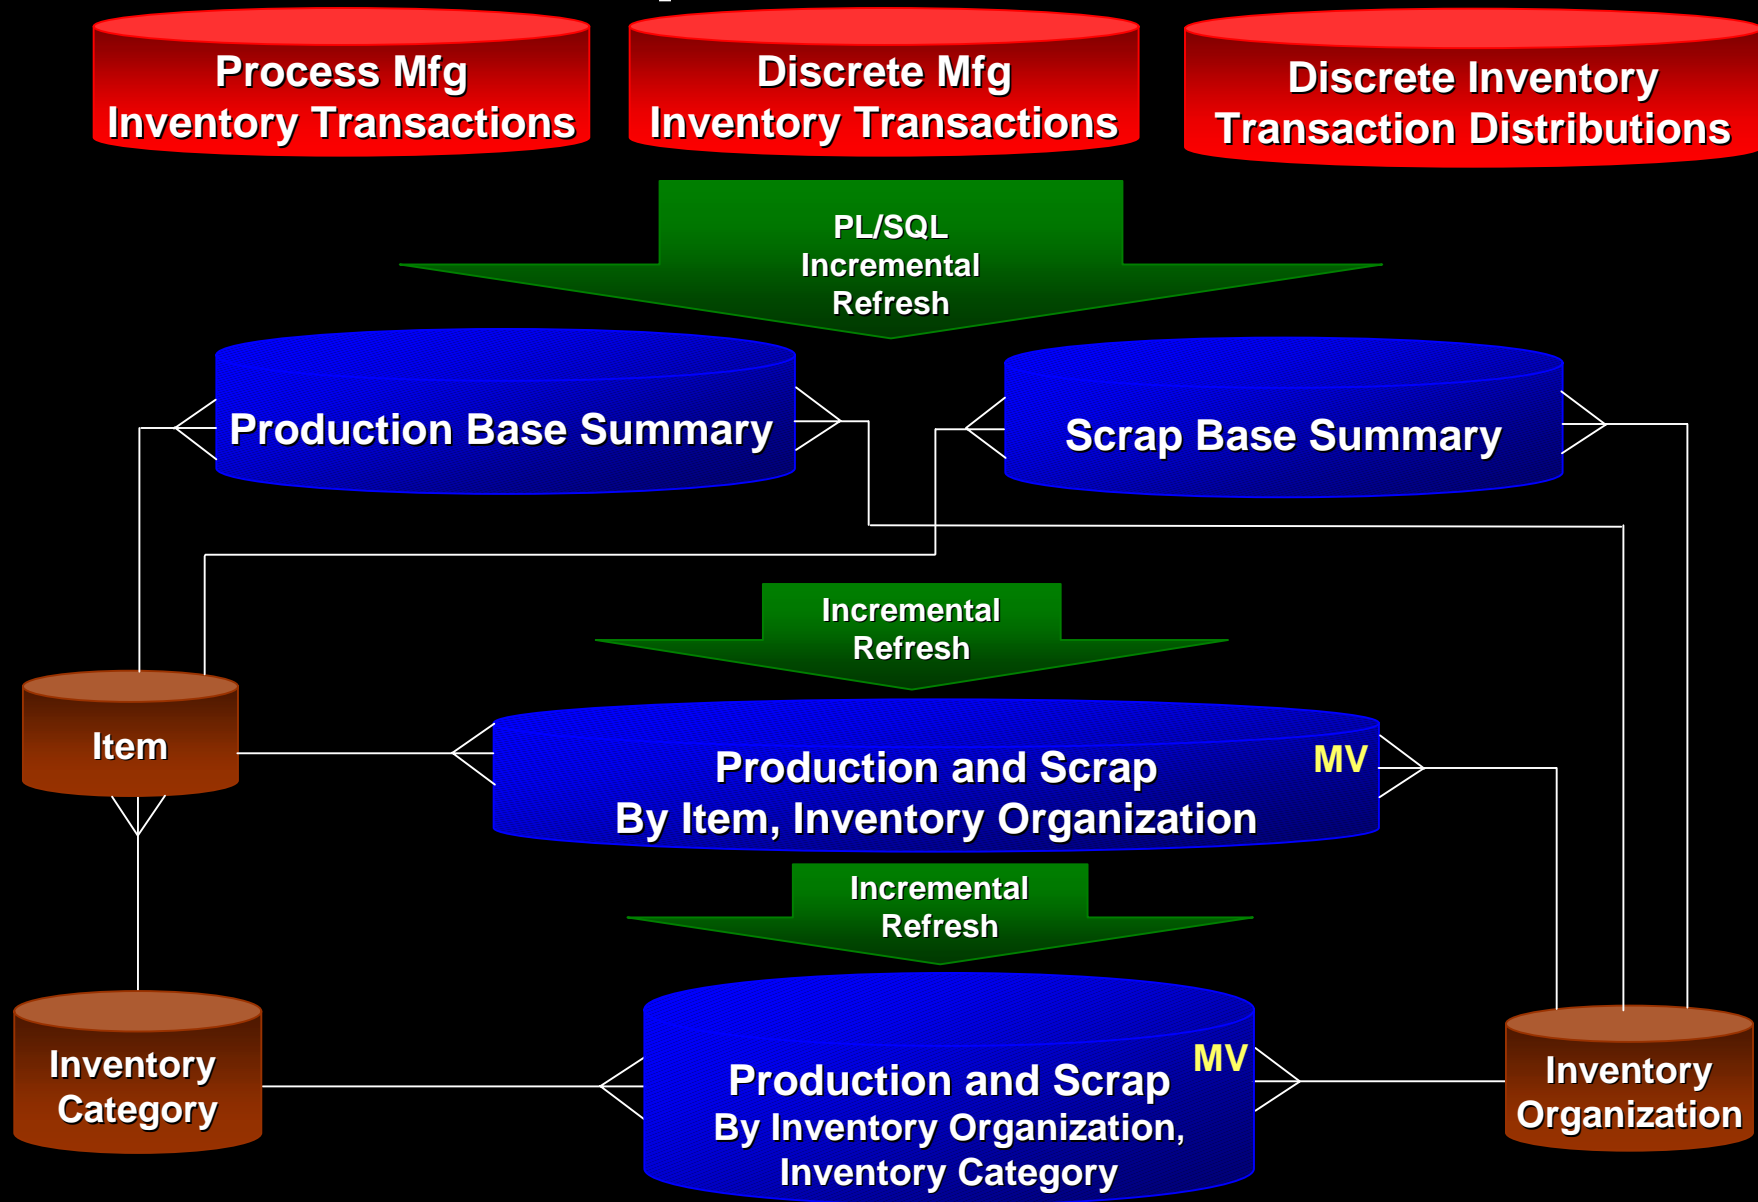 Process Mfg
Inventory Transactions
Discrete Mfg
Inventory Transactions
Discrete Inventory
Transaction Distributions
PL/SQL
Incremental
Refresh
Production Base Summary
Scrap Base Summary
Incremental
Refresh
Item
Production and Scrap
By Item, Inventory Organization
MV
Incremental
Refresh
Inventory
Category
Production and Scrap
By Inventory Organization,
Inventory Category
MV
Inventory
Organization